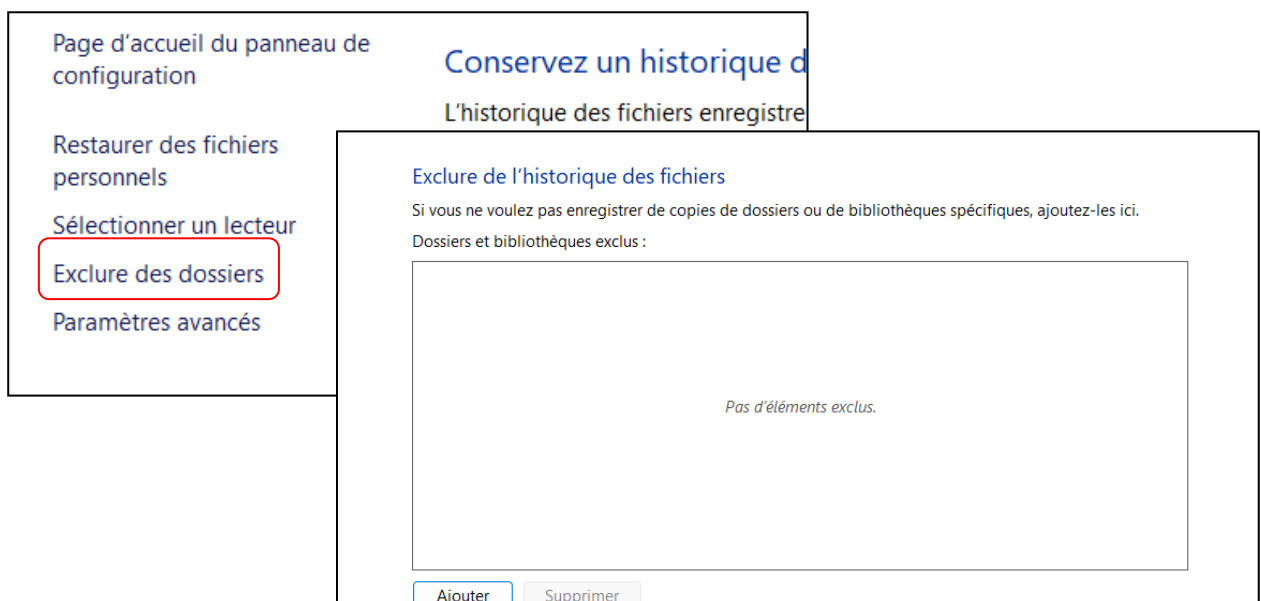 Page d’accueil du panneau de
configuration
Restaurer des fichiers
personnels
Sélectionner un lecteur
Exclure des dossiers
Paramètres avancés
Conservez un historique d
L’historique des fichiers enregistre
Exclure de l’historique des fichiers
Si vous ne voulez pas enregistrer de copies de dossiers ou de bibliothèques spécifiques, ajoutez-les ici.
Dossiers et bibliothèques exclus :
Pas d’éléments exclus.
Ajouter Supprimer